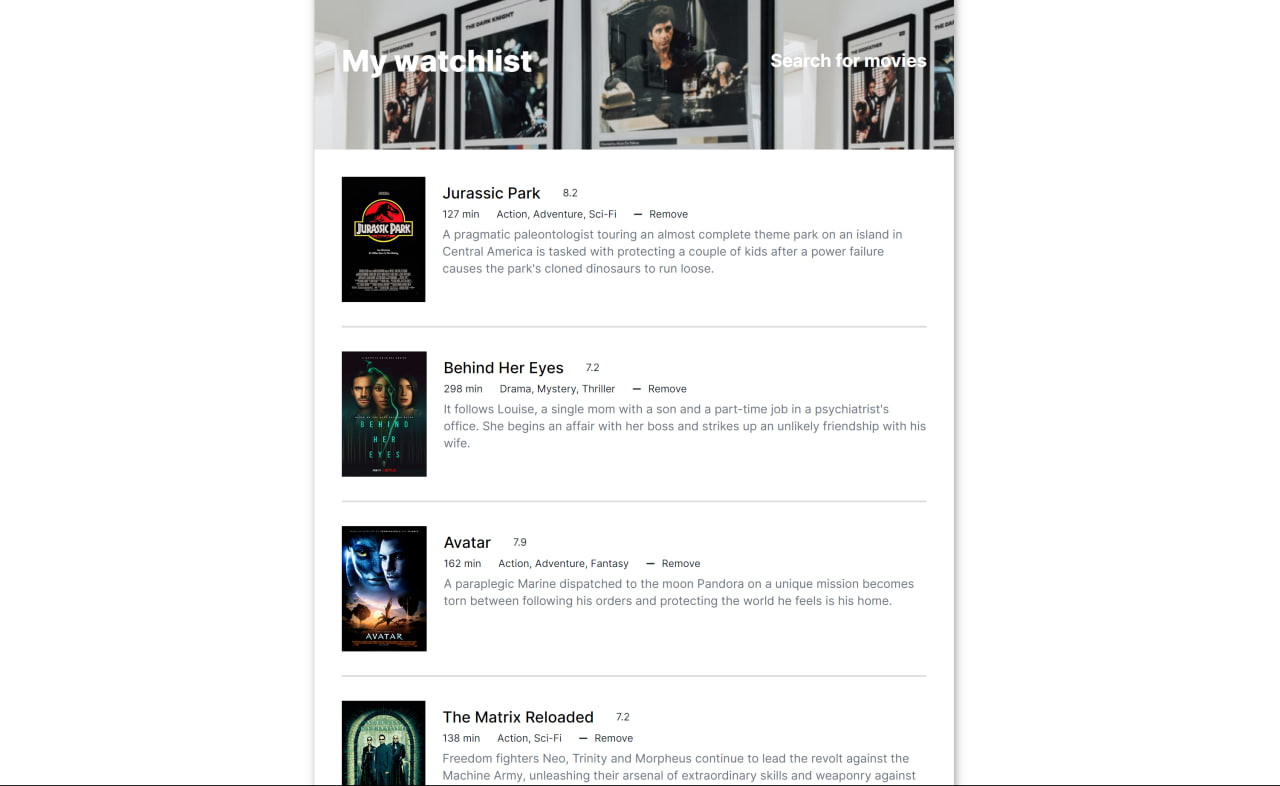 THE DARK KNIGHT
THE GODFATHER
THE GODFATHER
My watchlist
Search for movies
JURASSIC PARK
Jurassic Park 8.2
127 min Action, Adventure, Sci-Fi Remove
A pragmatic paleontologist touring an almost complete theme park on an island in
Central America is tasked with protecting a couple of kids after a power failure
causes the park's cloned dinosaurs to run loose.
BEHIND
HER
EYES
Behind Her Eyes 7.2
298 min Drama, Mystery, Thriller Remove
It follows Louise, a single mom with a son and a part-time job in a psychiatrist's
office. She begins an affair with her boss and strikes up an unlikely friendship with his
wife.
AVATAR
Avatar 7.9
162 min Action, Adventure, Fantasy Remove
A paraplegic Marine dispatched to the moon Pandora on a unique mission becomes
torn between following his orders and protecting the world he feels is his home.
The Matrix Reloaded 7.2
138 min Action, Sci-Fi Remove
Freedom fighters Neo, Trinity and Morpheus continue to lead the revolt against the
Machine Army, unleashing their arsenal of extraordinary skills and weaponry against